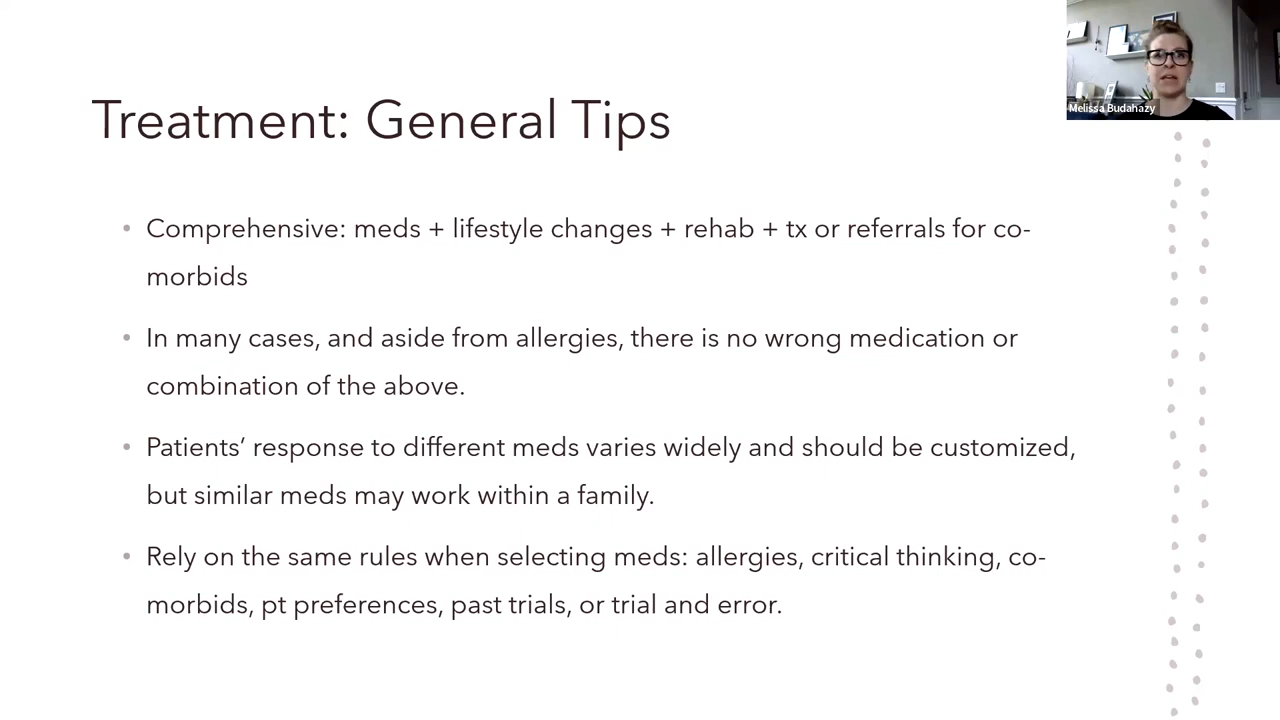 Melissa Budahazy
Treatment: General Tips
• Comprehensive: meds + lifestyle changes + rehab + tx or referrals for co-
morbids
• In many cases, and aside from allergies, there is no wrong medication or
combination of the above.
• Patients’ response to different meds varies widely and should be customized,
but similar meds may work within a family.
• Rely on the same rules when selecting meds: allergies, critical thinking, co-
morbids, pt preferences, past trials, or trial and error.